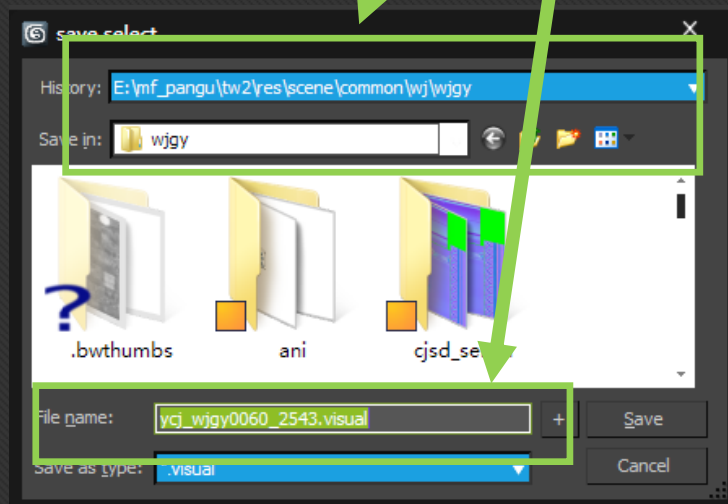 save select
History: E:\mf_pangu\tw2\res\scene\common\wj\wjgy
Save in: wjgy
.bwthumbs ani
File name: ycj_wjgy0060_2543.visual + Save
Save as type: .visual Cancel